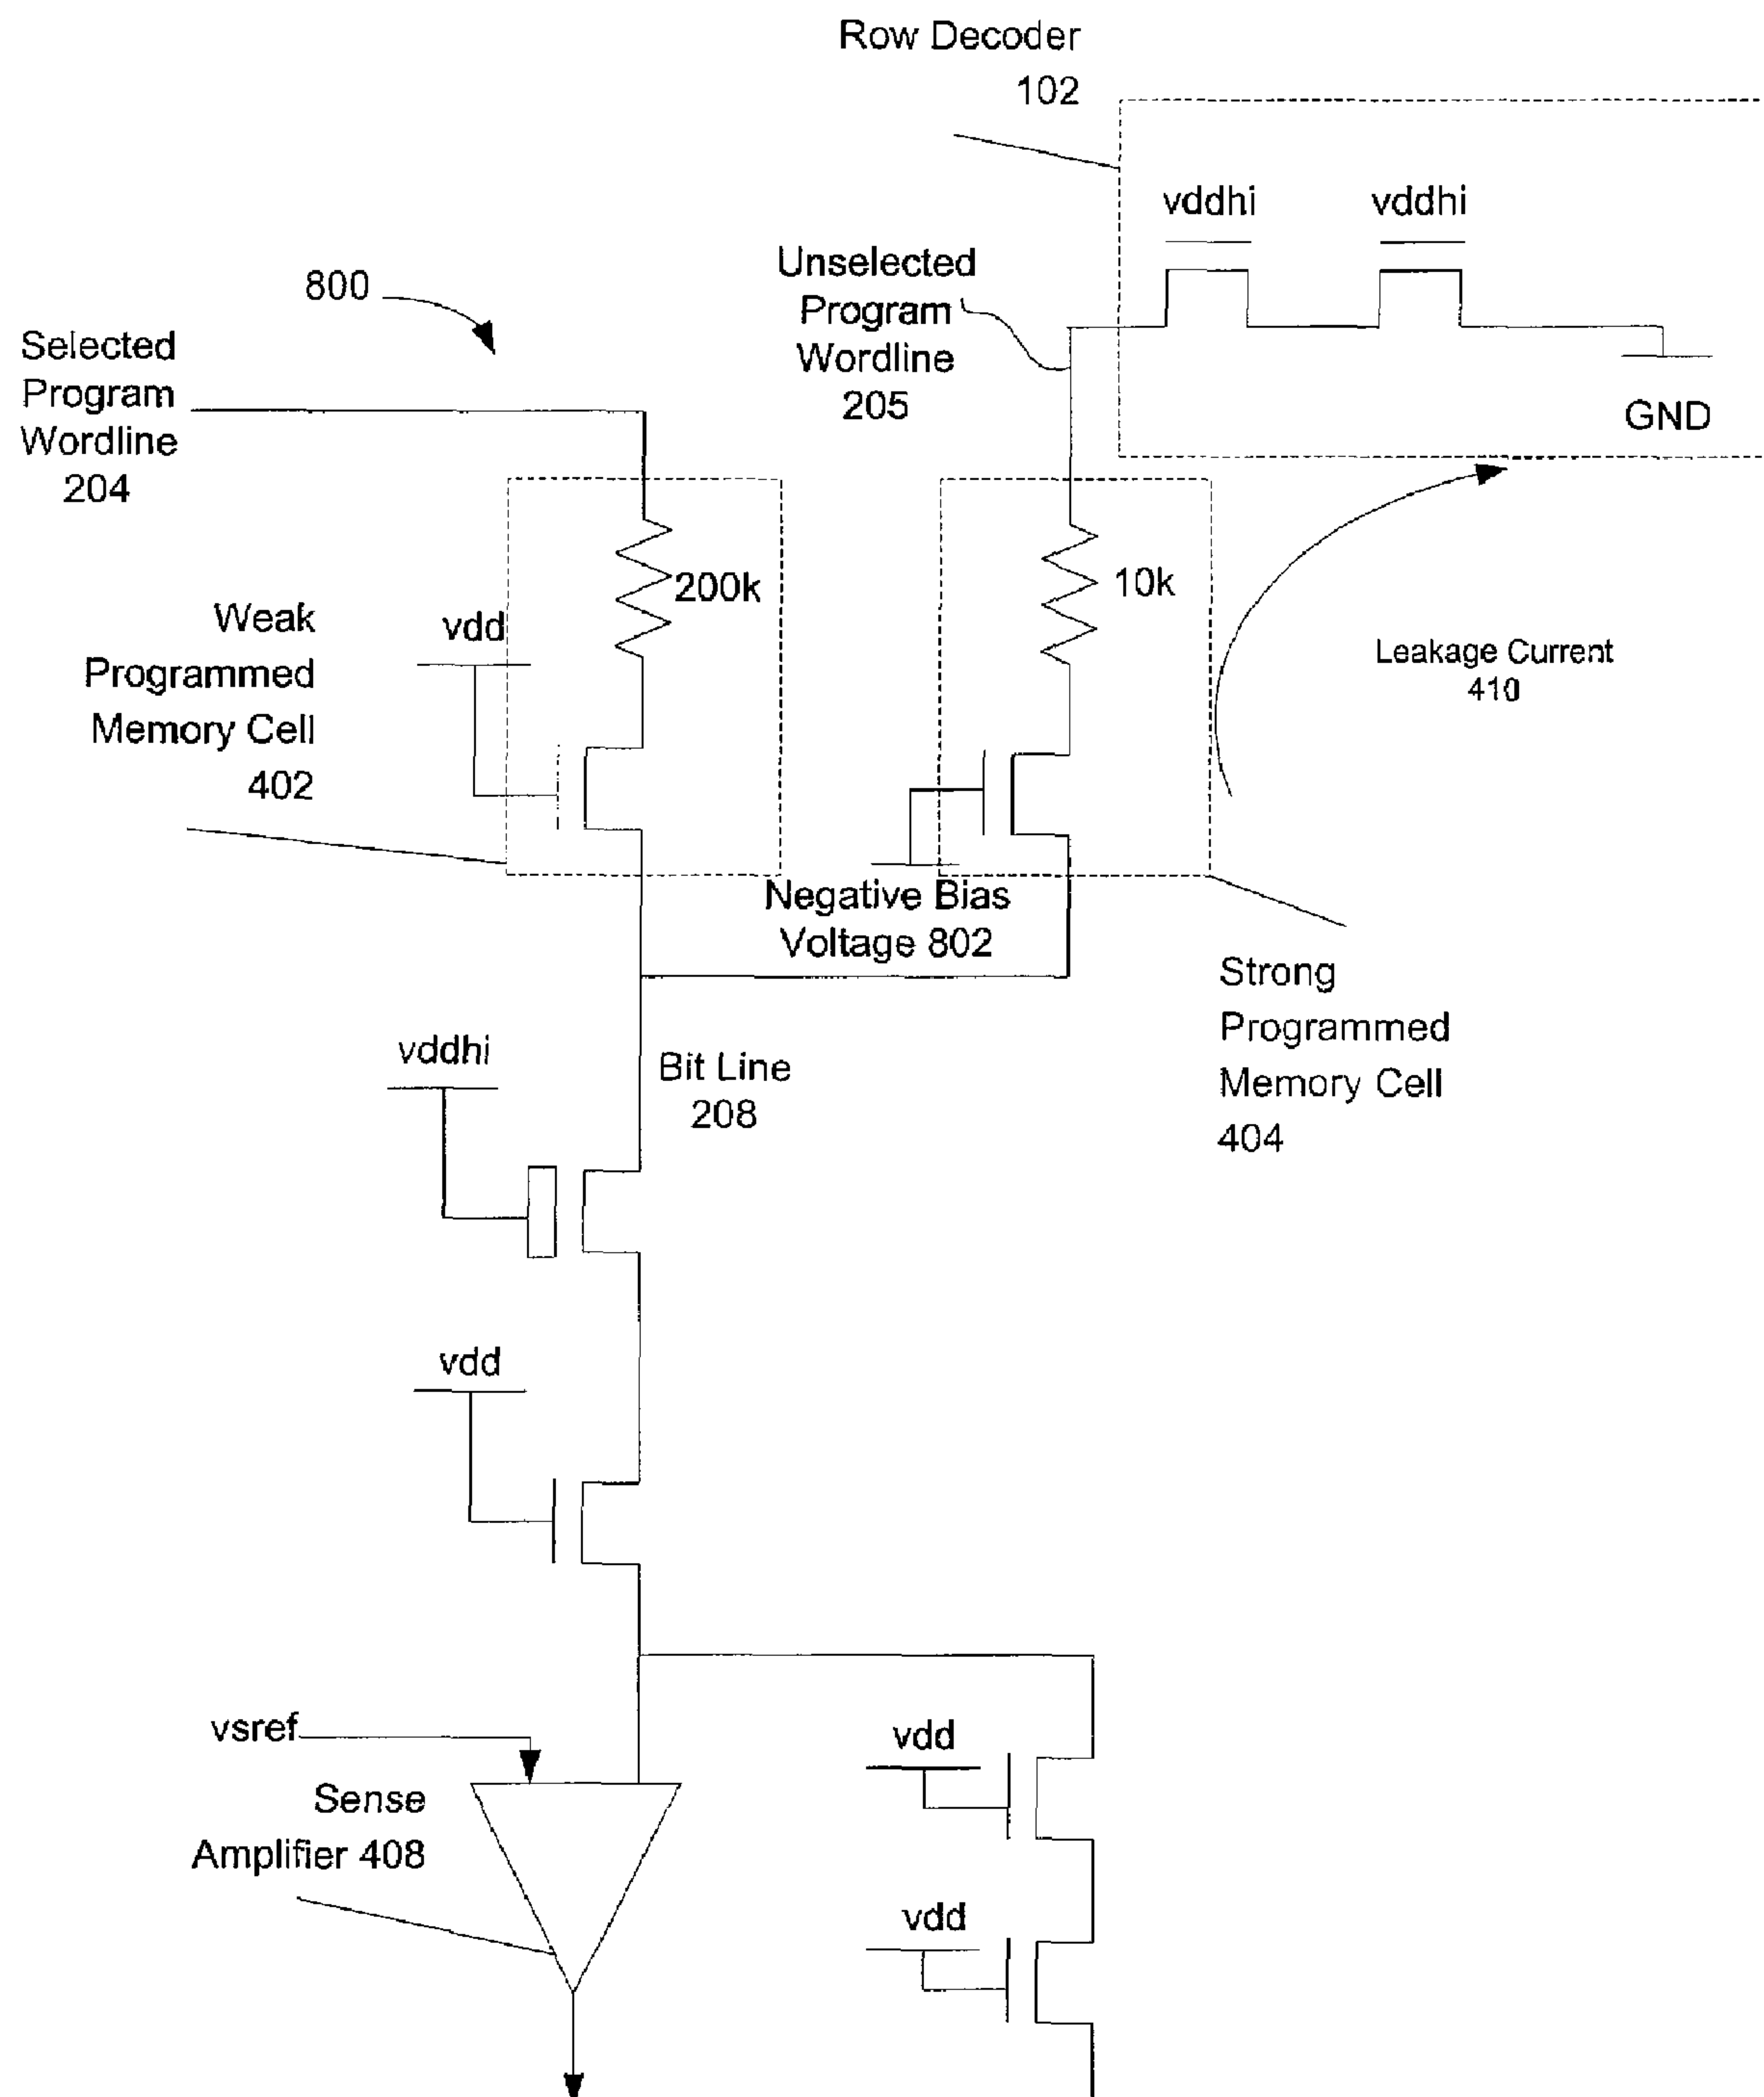 Row Decoder
102
vddhi
vddhi
GND
Unselected
Program
Wordline
205
800
Selected
Program
Wordline
204
200k
10k
Weak
Programmed
Memory Cell
402
vdd
Leakage Current
410
Negative Bias
Voltage 802
Strong
Programmed
Memory Cell
404
vddhi
Bit Line
208
vdd
vsref
Sense
Amplifier 408
vdd
vdd